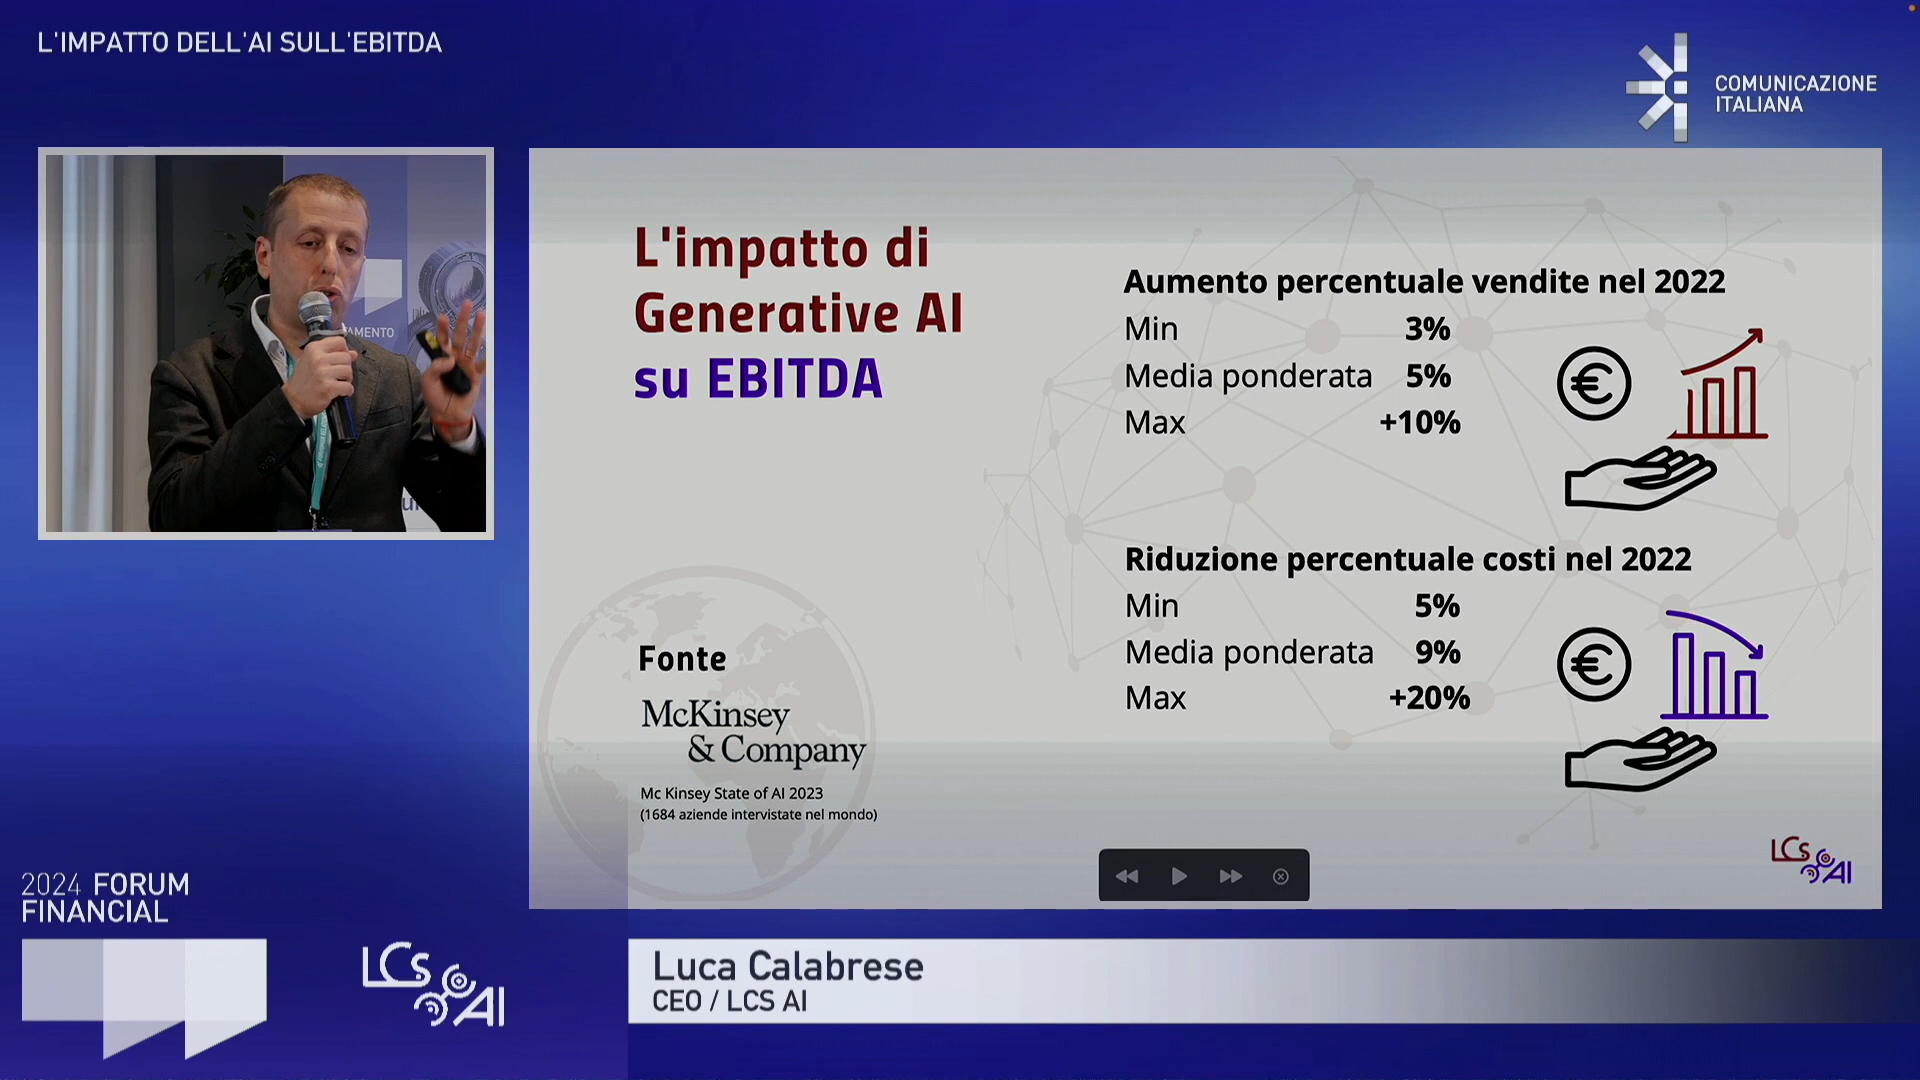 L'IMPATTO DELL'AI SULL'EBITDA
COMUNICAZIONE
ITALIANA
AMENTO
L'impatto di
Generative AI
su EBITDA
Aumento percentuale vendite nel 2022
Min 3%
Media ponderata 5%
Max +10%
Riduzione percentuale costi nel 2022
Min 5%
Media ponderata 9%
Max +20%
Fonte
McKinsey
& Company
Mc Kinsey State of AI 2023
(1684 aziende intervistate nel mondo)
LCs
AI
2024 FORUM
FINANCIAL
LCs
AI
Luca Calabrese
CEO / LCS AI